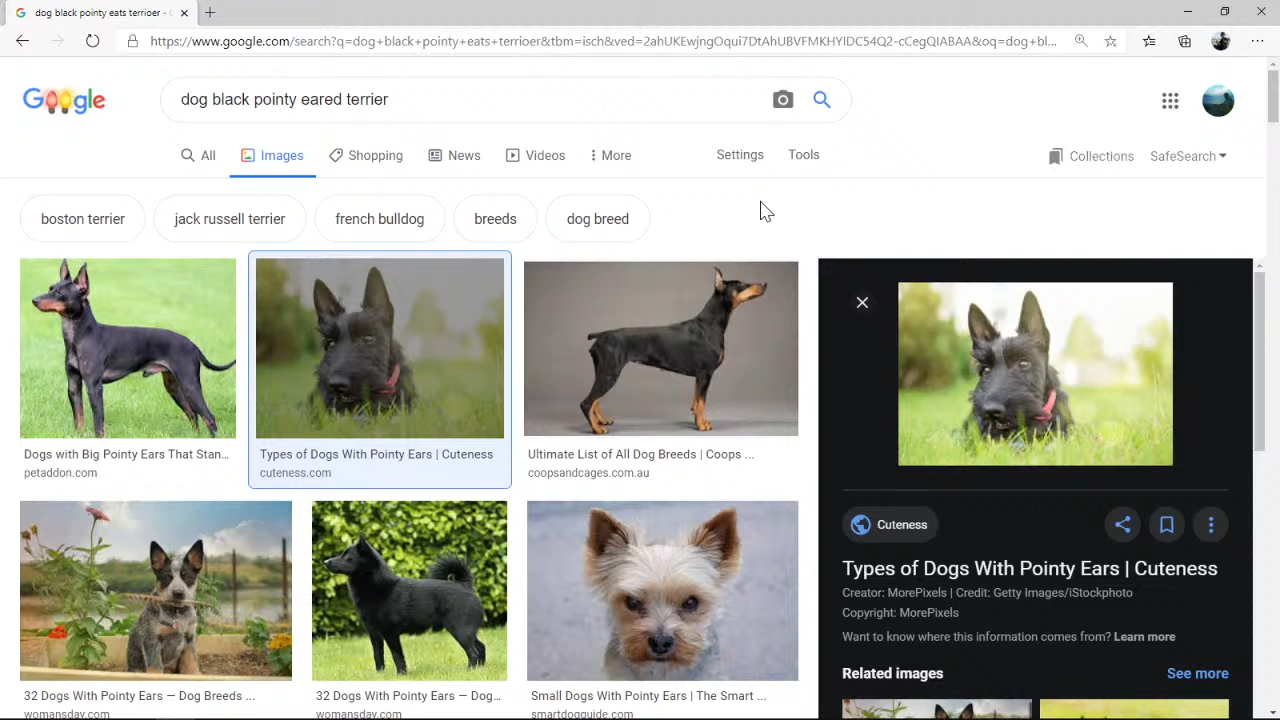 dog black pointy eats terrier - G
https://www.google.com/search?q=dog+black+pointy+eats+terrioer&tbm=isch&ved=2ahUKEwjngOqui7DtAhUBVFMKHYIDC54Q2-cCegQIABAA&oq=dog+bl...
Google
dog black pointy eared terrier
All
Images
Shopping
News
Videos
More
Settings
Tools
Collections
SafeSearch
boston terrier
jack russell terrier
french bulldog
breeds
dog breed
Dogs with Big Pointy Ears That Stan...
petaddon.com
Types of Dogs With Pointy Ears | Cuteness
cuteness.com
Ultimate List of All Dog Breeds | Coops ...
coopsandcages.com.au
32 Dogs With Pointy Ears — Dog Breeds ...
womansday.com
32 Dogs With Pointy Ears — Dog...
womansday.com
Small Dogs With Pointy Ears | The Smart ...
smartdogguide.com
Cuteness
Types of Dogs With Pointy Ears | Cuteness
Creator: MorePixels | Credit: Getty Images/iStockphoto
Copyright: MorePixels
Want to know where this information comes from? Learn more
Related images
See more